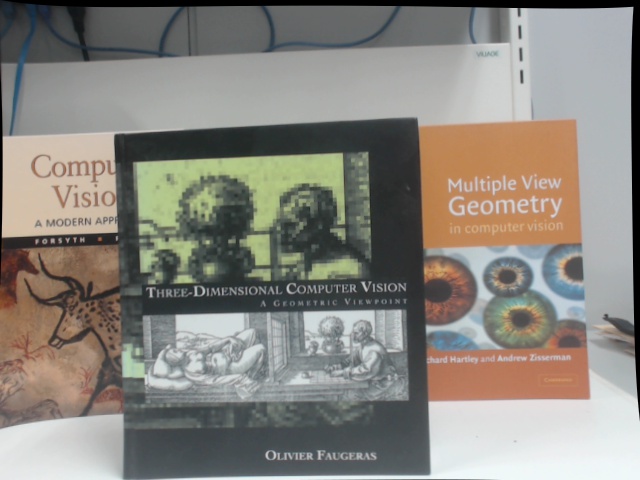 Compu
Visio
A MODERN APP
FORSYTH
THREE-DIMENSIONAL COMPUTER VISION
A GEOMETRIC VIEWPOINT
OLIVIER FAUGERAS
Multiple View
Geometry
in computer vision
chard Hartley and Andrew Zisserman